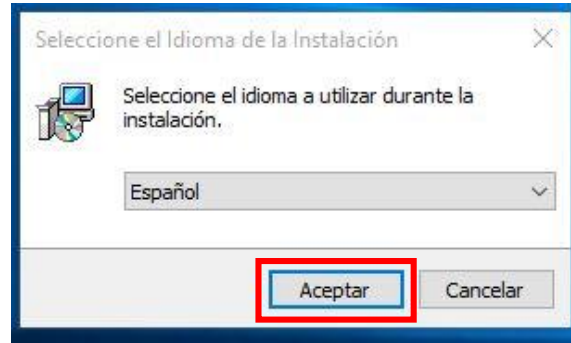 Seleccione el Idioma de la Instalación
Seleccione el idioma a utilizar durante la
instalación.
Español
Aceptar
Cancelar